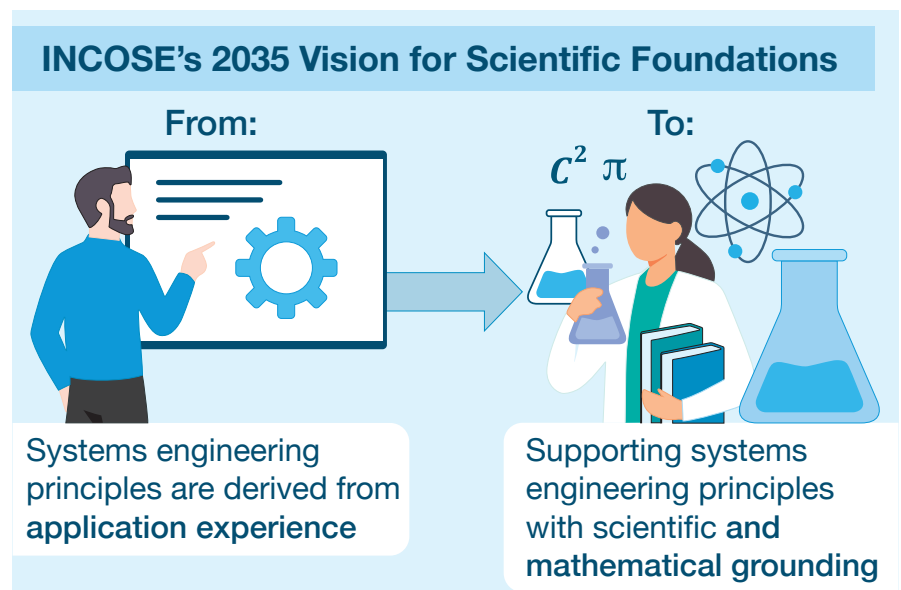 INCOSE’s 2035 Vision for Scientific Foundations
From:
To:
C² π
Systems engineering
principles are derived from
application experience
Supporting systems
engineering principles
with scientific and
mathematical grounding